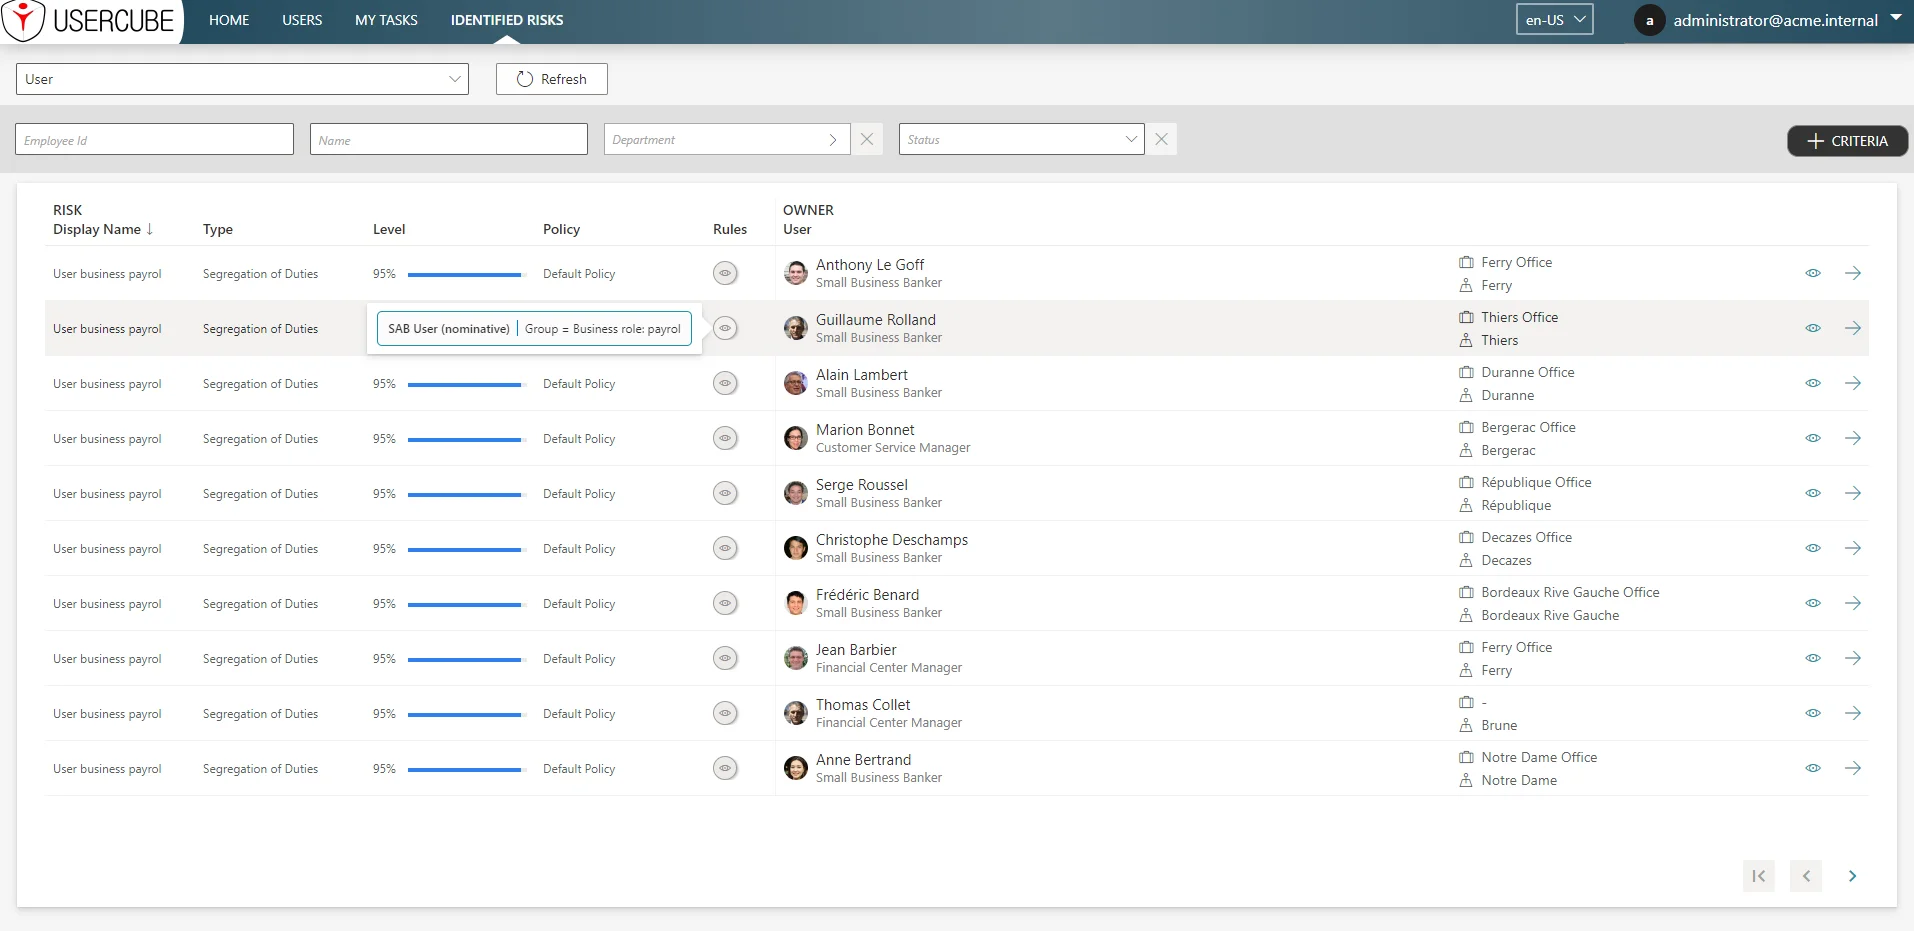 USERCUBE HOME USERS MY TASKS IDENTIFIED RISKS en-US a administrator@acme.internal
User Refresh
Employee Id Name Department Status CRITERIA
RISK OWNER
Display Name Type Level Policy Rules User
User business payrol Segregation of Duties 95% Default Policy Anthony Le Goff Small Business Banker Ferry Office Ferry
User business payrol Segregation of Duties SAB User (nominative) Group = Business role: payrol Guillaume Rolland Small Business Banker Thiers Office Thiers
User business payrol Segregation of Duties 95% Default Policy Alain Lambert Small Business Banker Duranne Office Duranne
User business payrol Segregation of Duties 95% Default Policy Marion Bonnet Customer Service Manager Bergerac Office Bergerac
User business payrol Segregation of Duties 95% Default Policy Serge Roussel Small Business Banker République Office République
User business payrol Segregation of Duties 95% Default Policy Christophe Deschamps Small Business Banker Decazes Office Decazes
User business payrol Segregation of Duties 95% Default Policy Frédéric Benard Small Business Banker Bordeaux Rive Gauche Office Bordeaux Rive Gauche
User business payrol Segregation of Duties 95% Default Policy Jean Barbier Financial Center Manager Ferry Office Ferry
User business payrol Segregation of Duties 95% Default Policy Thomas Collet Financial Center Manager - Brune
User business payrol Segregation of Duties 95% Default Policy Anne Bertrand Small Business Banker Notre Dame Office Notre Dame